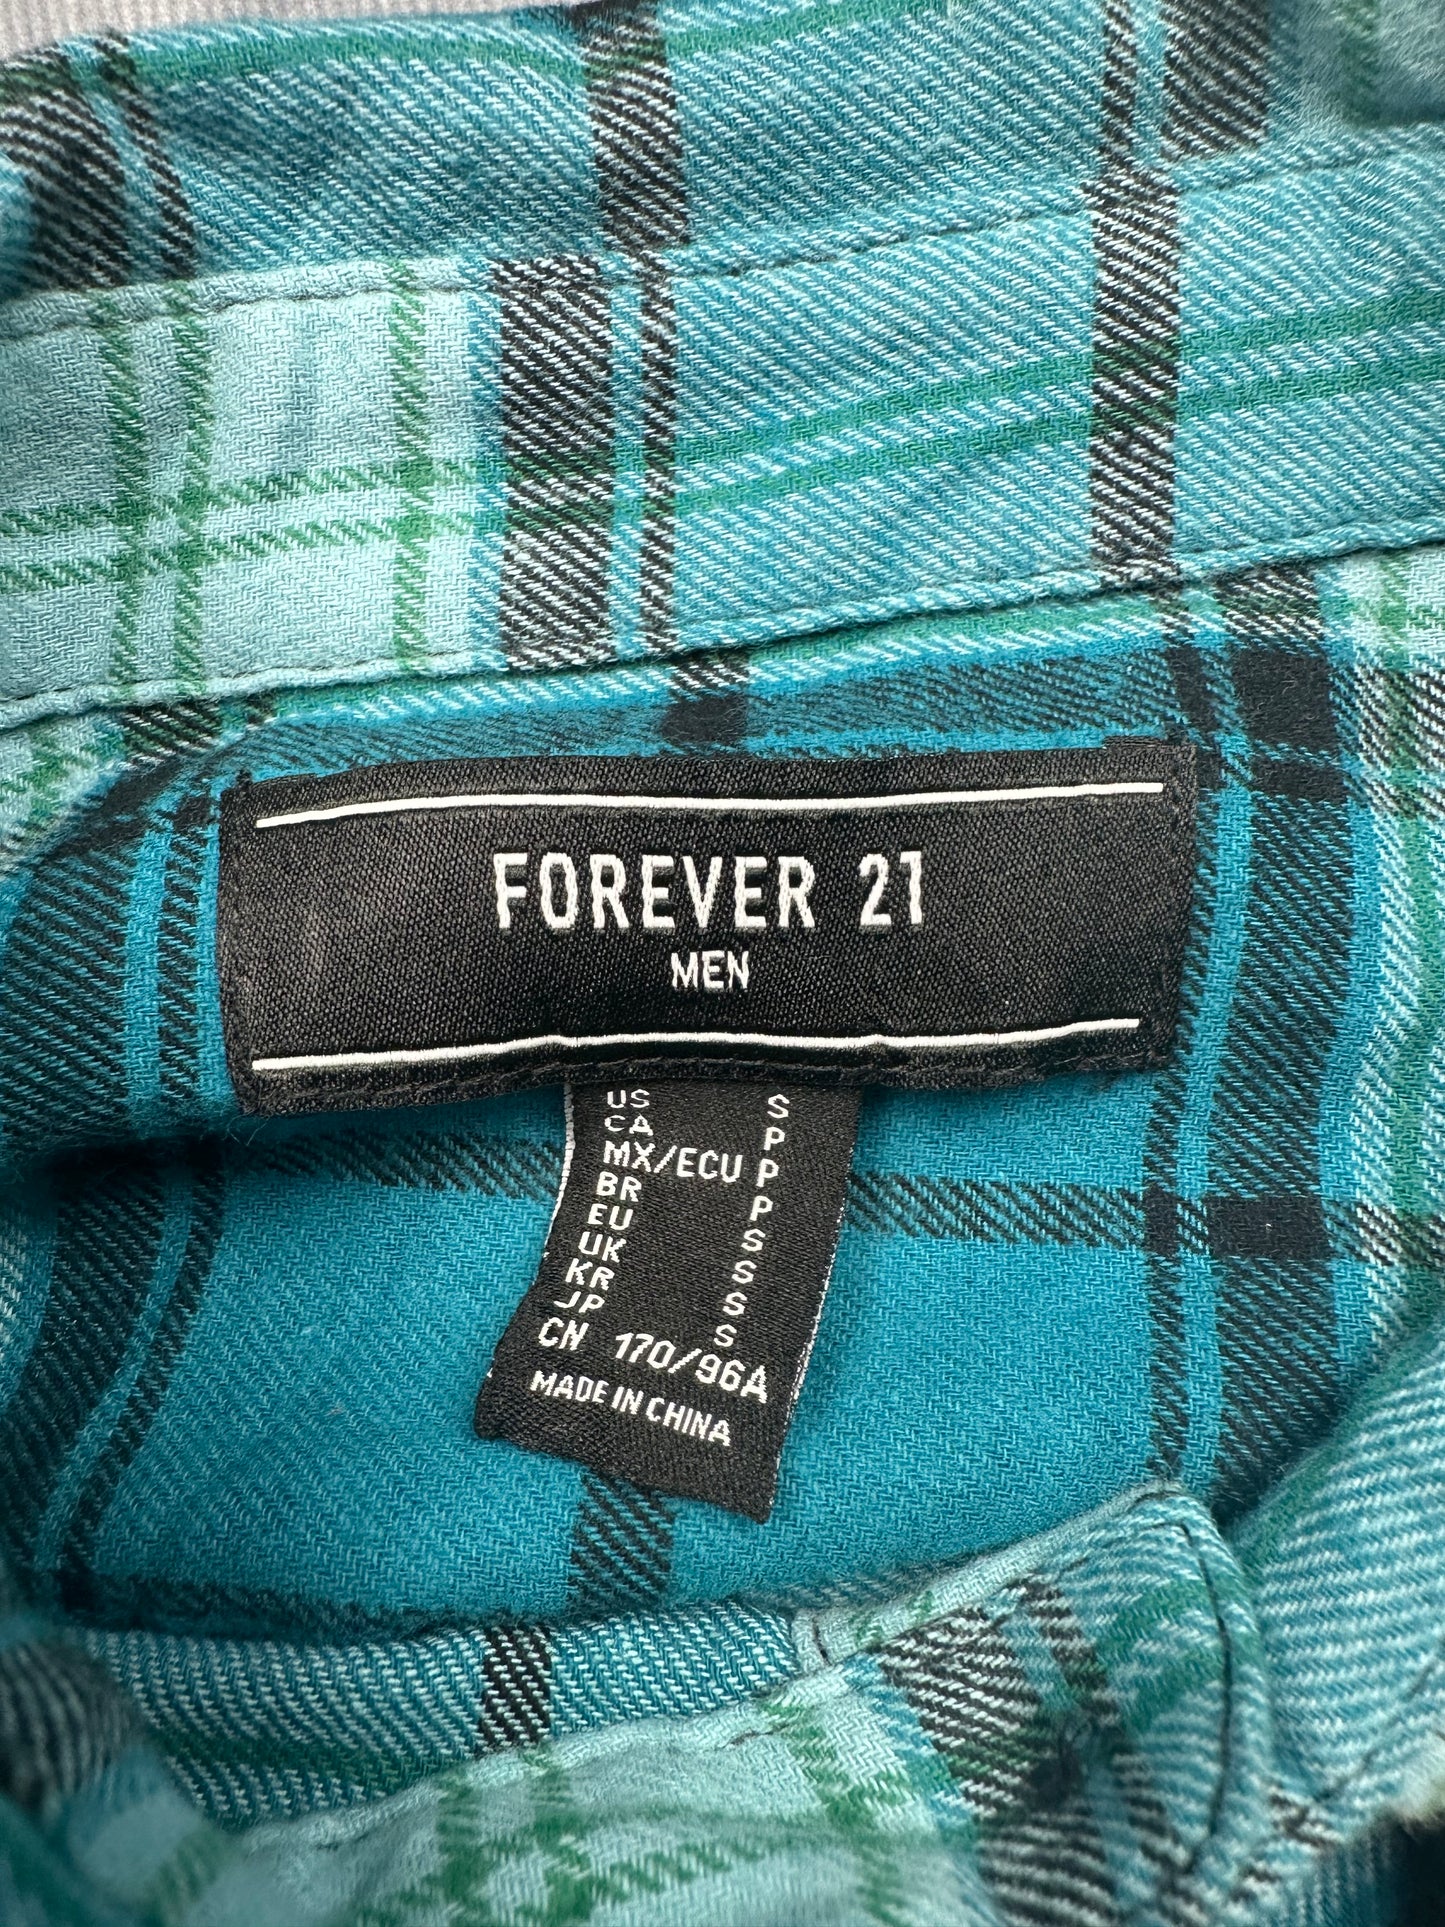 FOREVER 21
MEN
US S
CA P
MX/ECU P
BR P
EU S
UK S
KR S
JP S
CN 170/96A
MADE IN CHINA